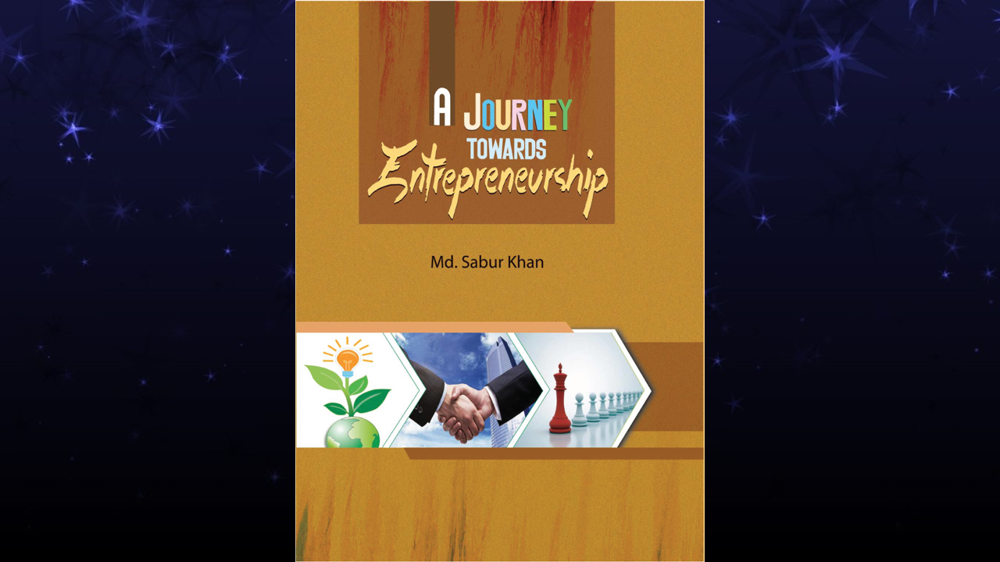 A JOURNEY
TOWARDS
Entrepreneurship
Md. Sabur Khan